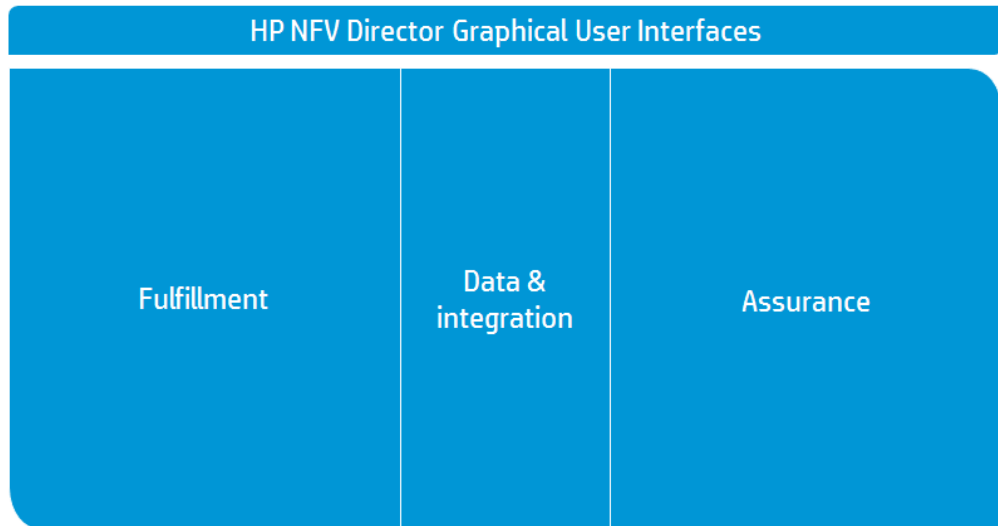 HP NFV Director Graphical User Interfaces
Fulfillment
Data &
integration
Assurance